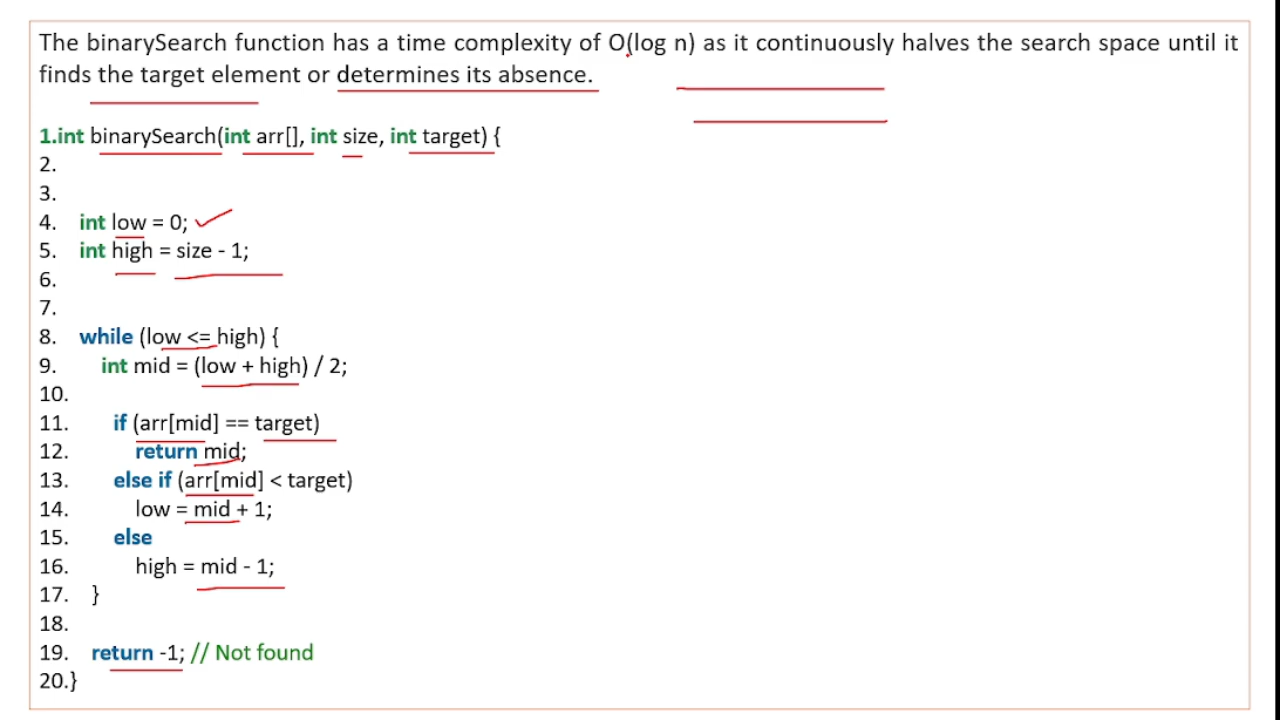 The binarySearch function has a time complexity of O(log n) as it continuously halves the search space until it
finds the target element or determines its absence.
1.int binarySearch(int arr[], int size, int target) {
2.
3.
4. int low = 0;
5. int high = size - 1;
6.
7.
8. while (low <= high) {
9. int mid = (low + high) / 2;
10.
11. if (arr[mid] == target)
12. return mid;
13. else if (arr[mid] < target)
14. low = mid + 1;
15. else
16. high = mid - 1;
17. }
18.
19. return -1; // Not found
20.}